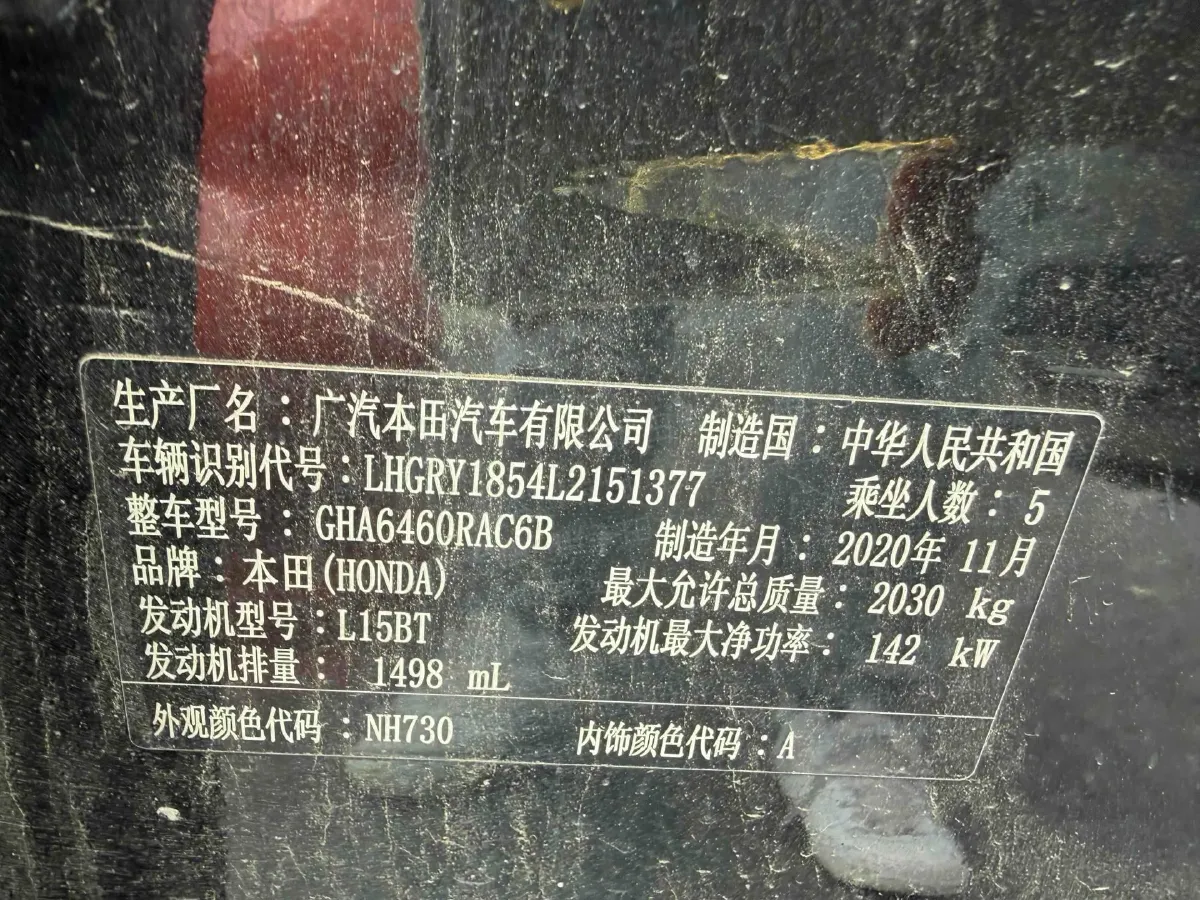 生产厂名：广汽本田汽车有限公司 制造国：中华人民共和国
车辆识别代号：LHGRY1854L2151377 乘坐人数：5
整车型号：GHA6460RAC6B 制造年月：2020年 11月
品牌：本田(HONDA) 最大允许总质量：2030 kg
发动机型号：L15BT 发动机最大净功率：142 kW
发动机排量：1498 mL
外观颜色代码：NH730 内饰颜色代码：A